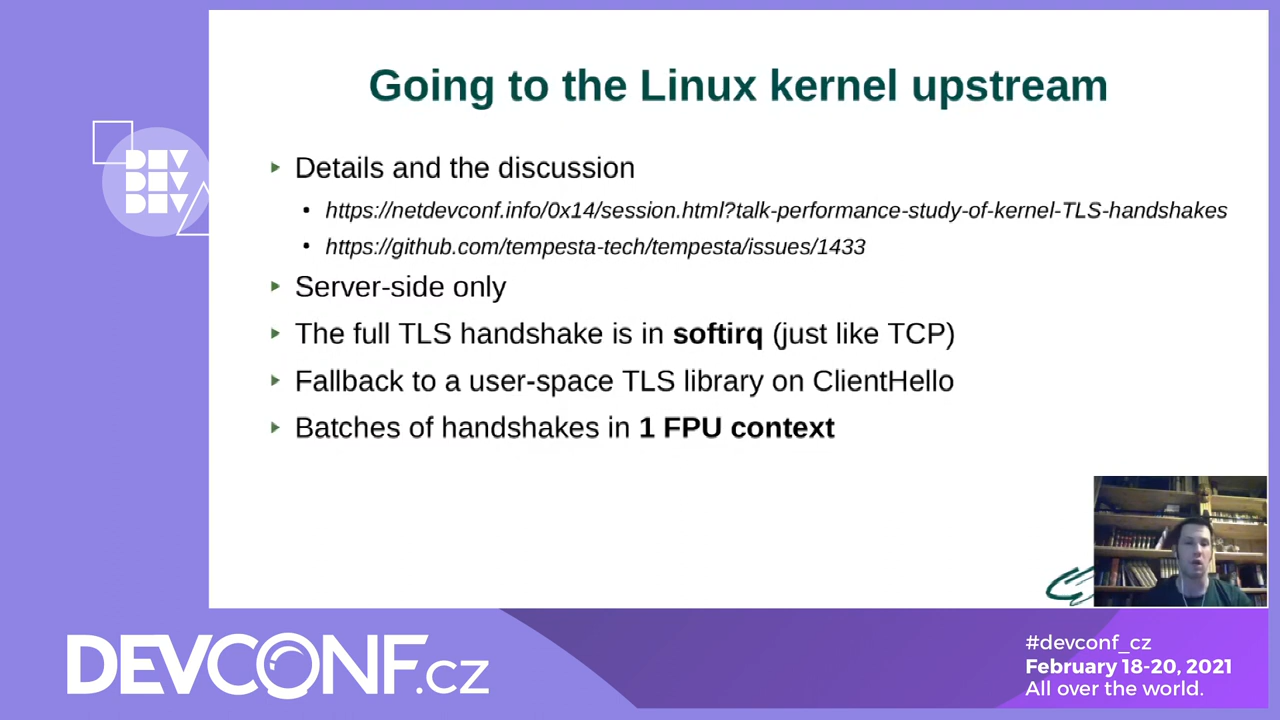 Going to the Linux kernel upstream
DEV
DEV
DEV
Details and the discussion
https://netdevconf.info/0x14/session.html?talk-performance-study-of-kernel-TLS-handshakes
https://github.com/tempesta-tech/tempesta/issues/1433
Server-side only
The full TLS handshake is in softirq (just like TCP)
Fallback to a user-space TLS library on ClientHello
Batches of handshakes in 1 FPU context
DEVCONF.cz
#devconf_cz
February 18-20, 2021
All over the world.